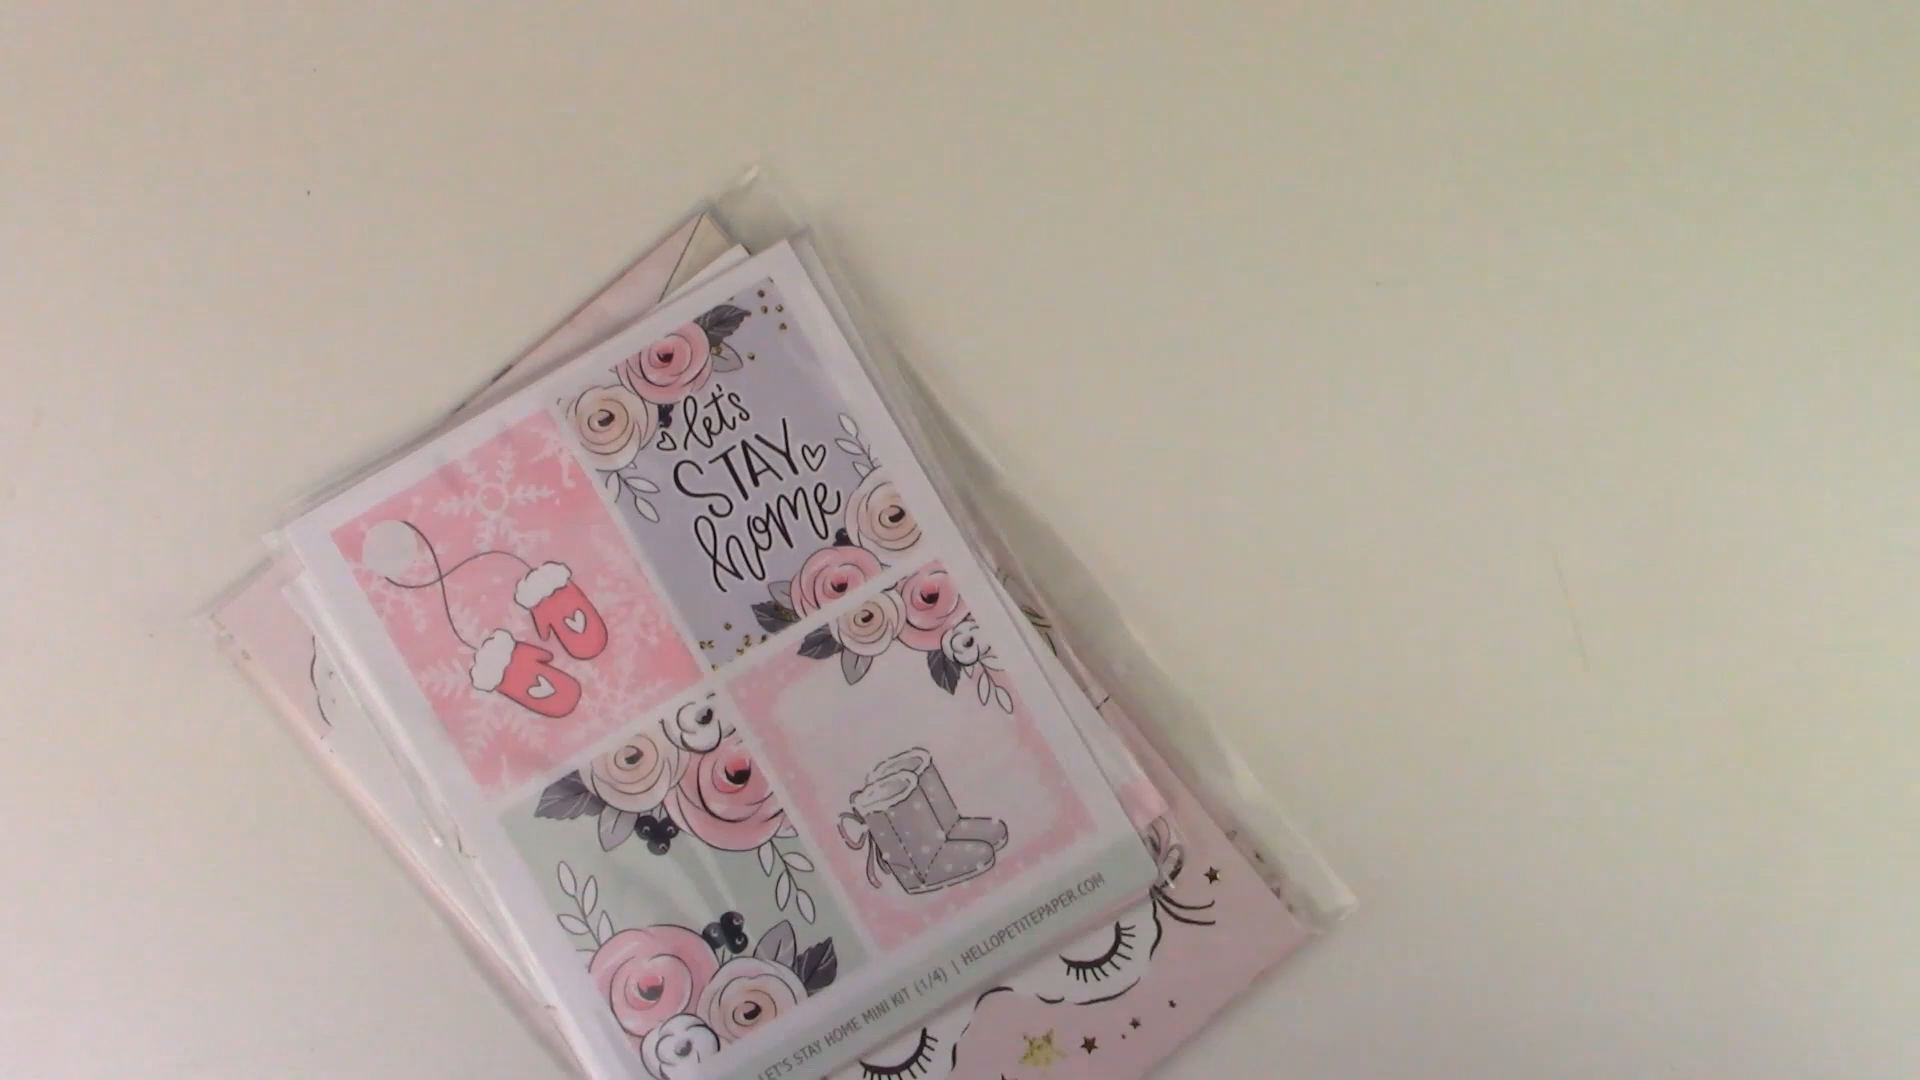 let's
STAY
home
LET'S STAY HOME MINI KIT (1/4) | HELLOPETITEPAPER.COM